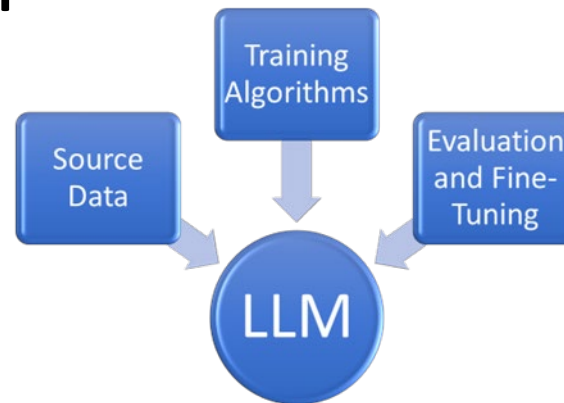 Training
Algorithms
Source
Data
Evaluation
and Fine-
Tuning
LLM